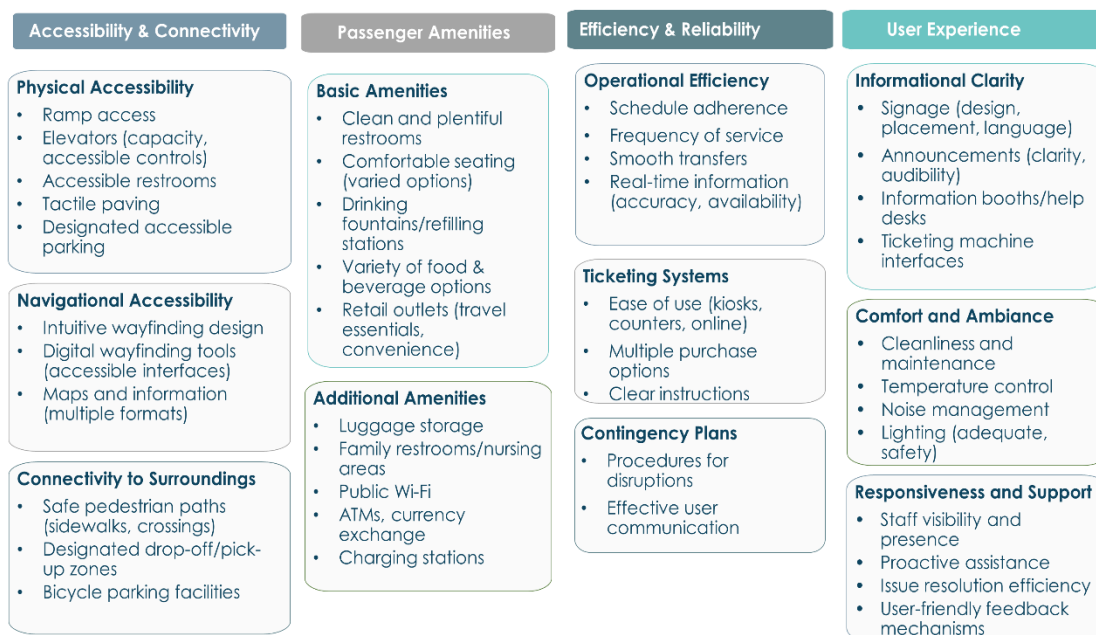 Accessibility & Connectivity
Physical Accessibility
• Ramp access
• Elevators (capacity,
accessible controls)
• Accessible restrooms
• Tactile paving
• Designated accessible
parking
Navigational Accessibility
• Intuitive wayfinding design
• Digital wayfinding tools
(accessible interfaces)
• Maps and information
(multiple formats)
Connectivity to Surroundings
• Safe pedestrian paths
(sidewalks, crossings)
• Designated drop-off/pick-
up zones
• Bicycle parking facilities
Passenger Amenities
Basic Amenities
• Clean and plentiful
restrooms
• Comfortable seating
(varied options)
• Drinking
fountains/refilling
stations
• Variety of food &
beverage options
• Retail outlets (travel
essentials,
convenience)
Additional Amenities
• Luggage storage
• Family restrooms/nursing
areas
• Public Wi-Fi
• ATMs, currency
exchange
• Charging stations
Efficiency & Reliability
Operational Efficiency
• Schedule adherence
• Frequency of service
• Smooth transfers
• Real-time information
(accuracy, availability)
Ticketing Systems
• Ease of use (kiosks,
counters, online)
• Multiple purchase
options
• Clear instructions
Contingency Plans
• Procedures for
disruptions
• Effective user
communication
User Experience
Informational Clarity
• Signage (design,
placement, language)
• Announcements (clarity,
audibility)
• Information booths/help
desks
• Ticketing machine
interfaces
Comfort and Ambiance
• Cleanliness and
maintenance
• Temperature control
• Noise management
• Lighting (adequate,
safety)
Responsiveness and Support
• Staff visibility and
presence
• Proactive assistance
• Issue resolution efficiency
• User-friendly feedback
mechanisms